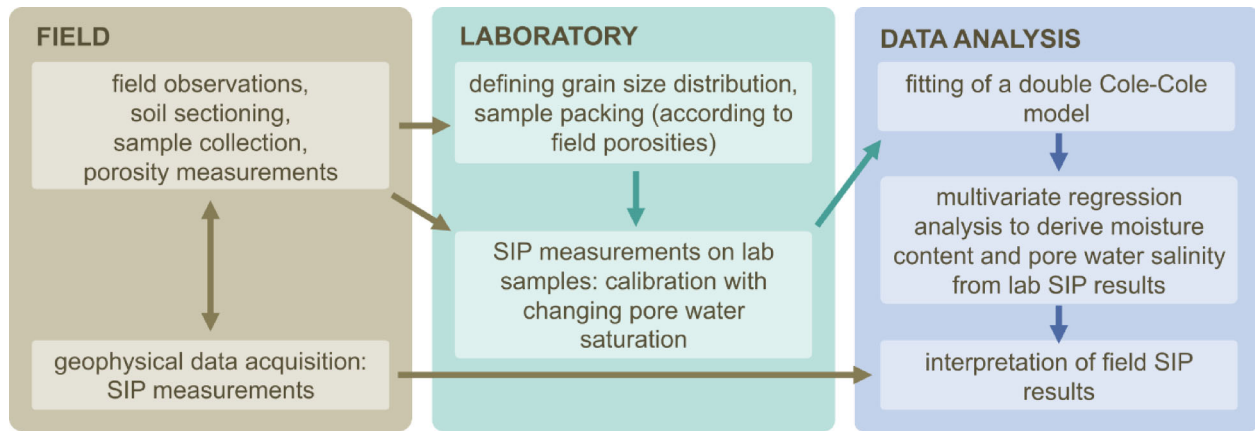 FIELD
field observations,
soil sectioning,
sample collection,
porosity measurements
geophysical data acquisition:
SIP measurements
LABORATORY
defining grain size distribution,
sample packing (according to
field porosities)
SIP measurements on lab
samples: calibration with
changing pore water
saturation
DATA ANALYSIS
fitting of a double Cole-Cole
model
multivariate regression
analysis to derive moisture
content and pore water salinity
from lab SIP results
interpretation of field SIP
results